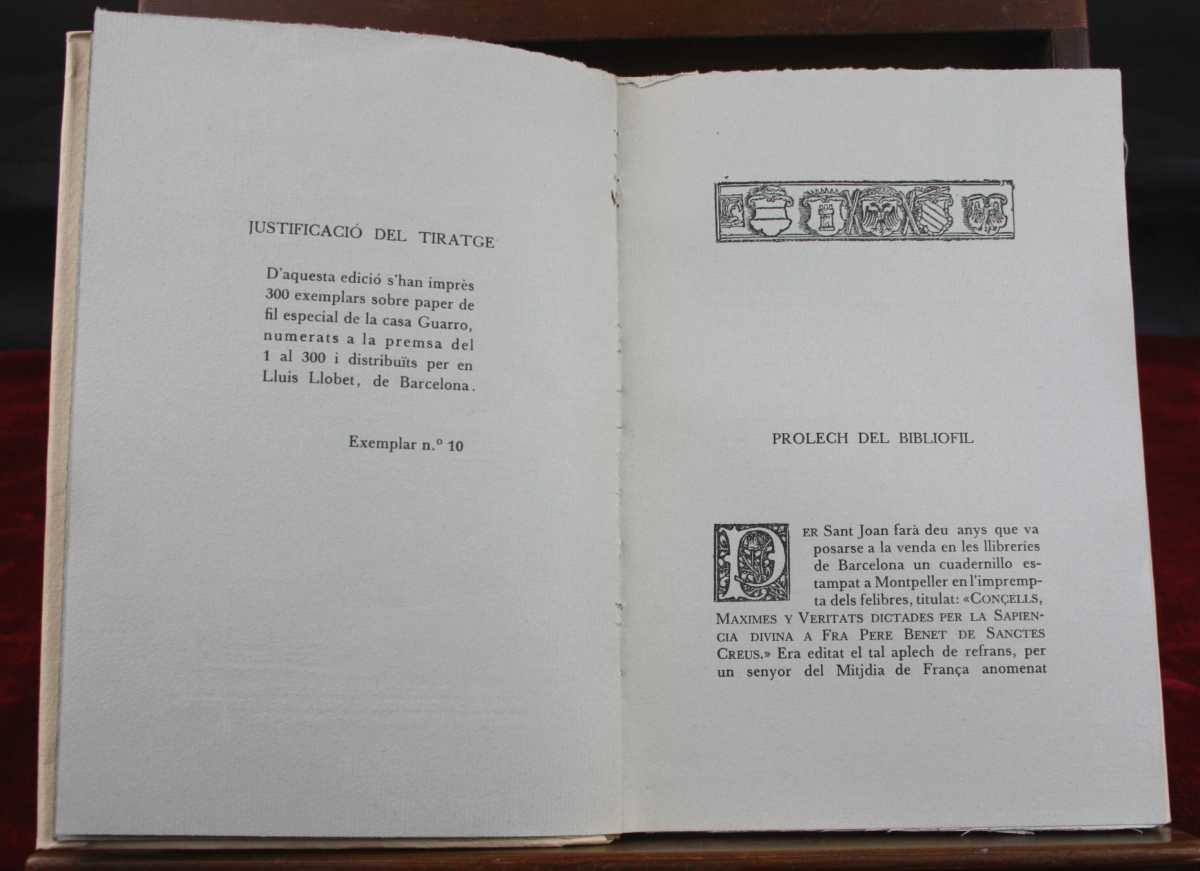 JUSTIFICACIÓ DEL TIRATGE
D'aquesta edició s'han imprès
300 exemplars sobre paper de
fil especial de la casa Guarro,
numerats a la premsa del
1 al 300 i distribuïts per en
Lluis Llobet, de Barcelona.
Exemplar n.º 10
PROLECH DEL BIBLIOFIL
PER Sant Joan farà deu anys que va
posarse a la venda en les llibreries
de Barcelona un cuadernillo es-
tampat a Montpeller en l'impremp-
ta dels felibres, titulat: «CONÇELLS,
MAXIMES Y VERITATS DICTADES PER LA SAPIEN-
CIA DIVINA A FRA PERE BENET DE SANCTES
CREUS.» Era editat el tal aplech de refrans, per
un senyor del Mitjdia de França anomenat